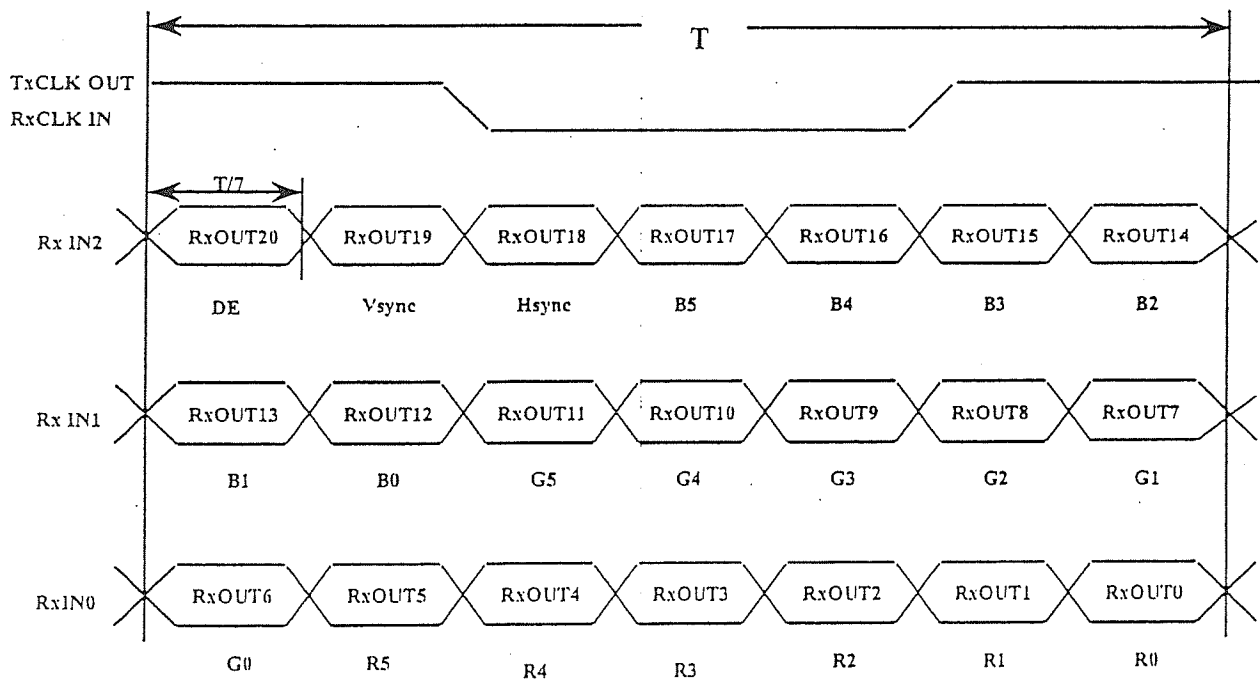 T
TxCLK OUT
RxCLK IN
T/7
Rx IN2 RxOUT20 RxOUT19 RxOUT18 RxOUT17 RxOUT16 RxOUT15 RxOUT14
DE Vsync Hsync B5 B4 B3 B2
Rx IN1 RxOUT13 RxOUT12 RxOUT11 RxOUT10 RxOUT9 RxOUT8 RxOUT7
B1 B0 G5 G4 G3 G2 G1
RxIN0 RxOUT6 RxOUT5 RxOUT4 RxOUT3 RxOUT2 RxOUT1 RxOUT0
G0 R5 R4 R3 R2 R1 R0